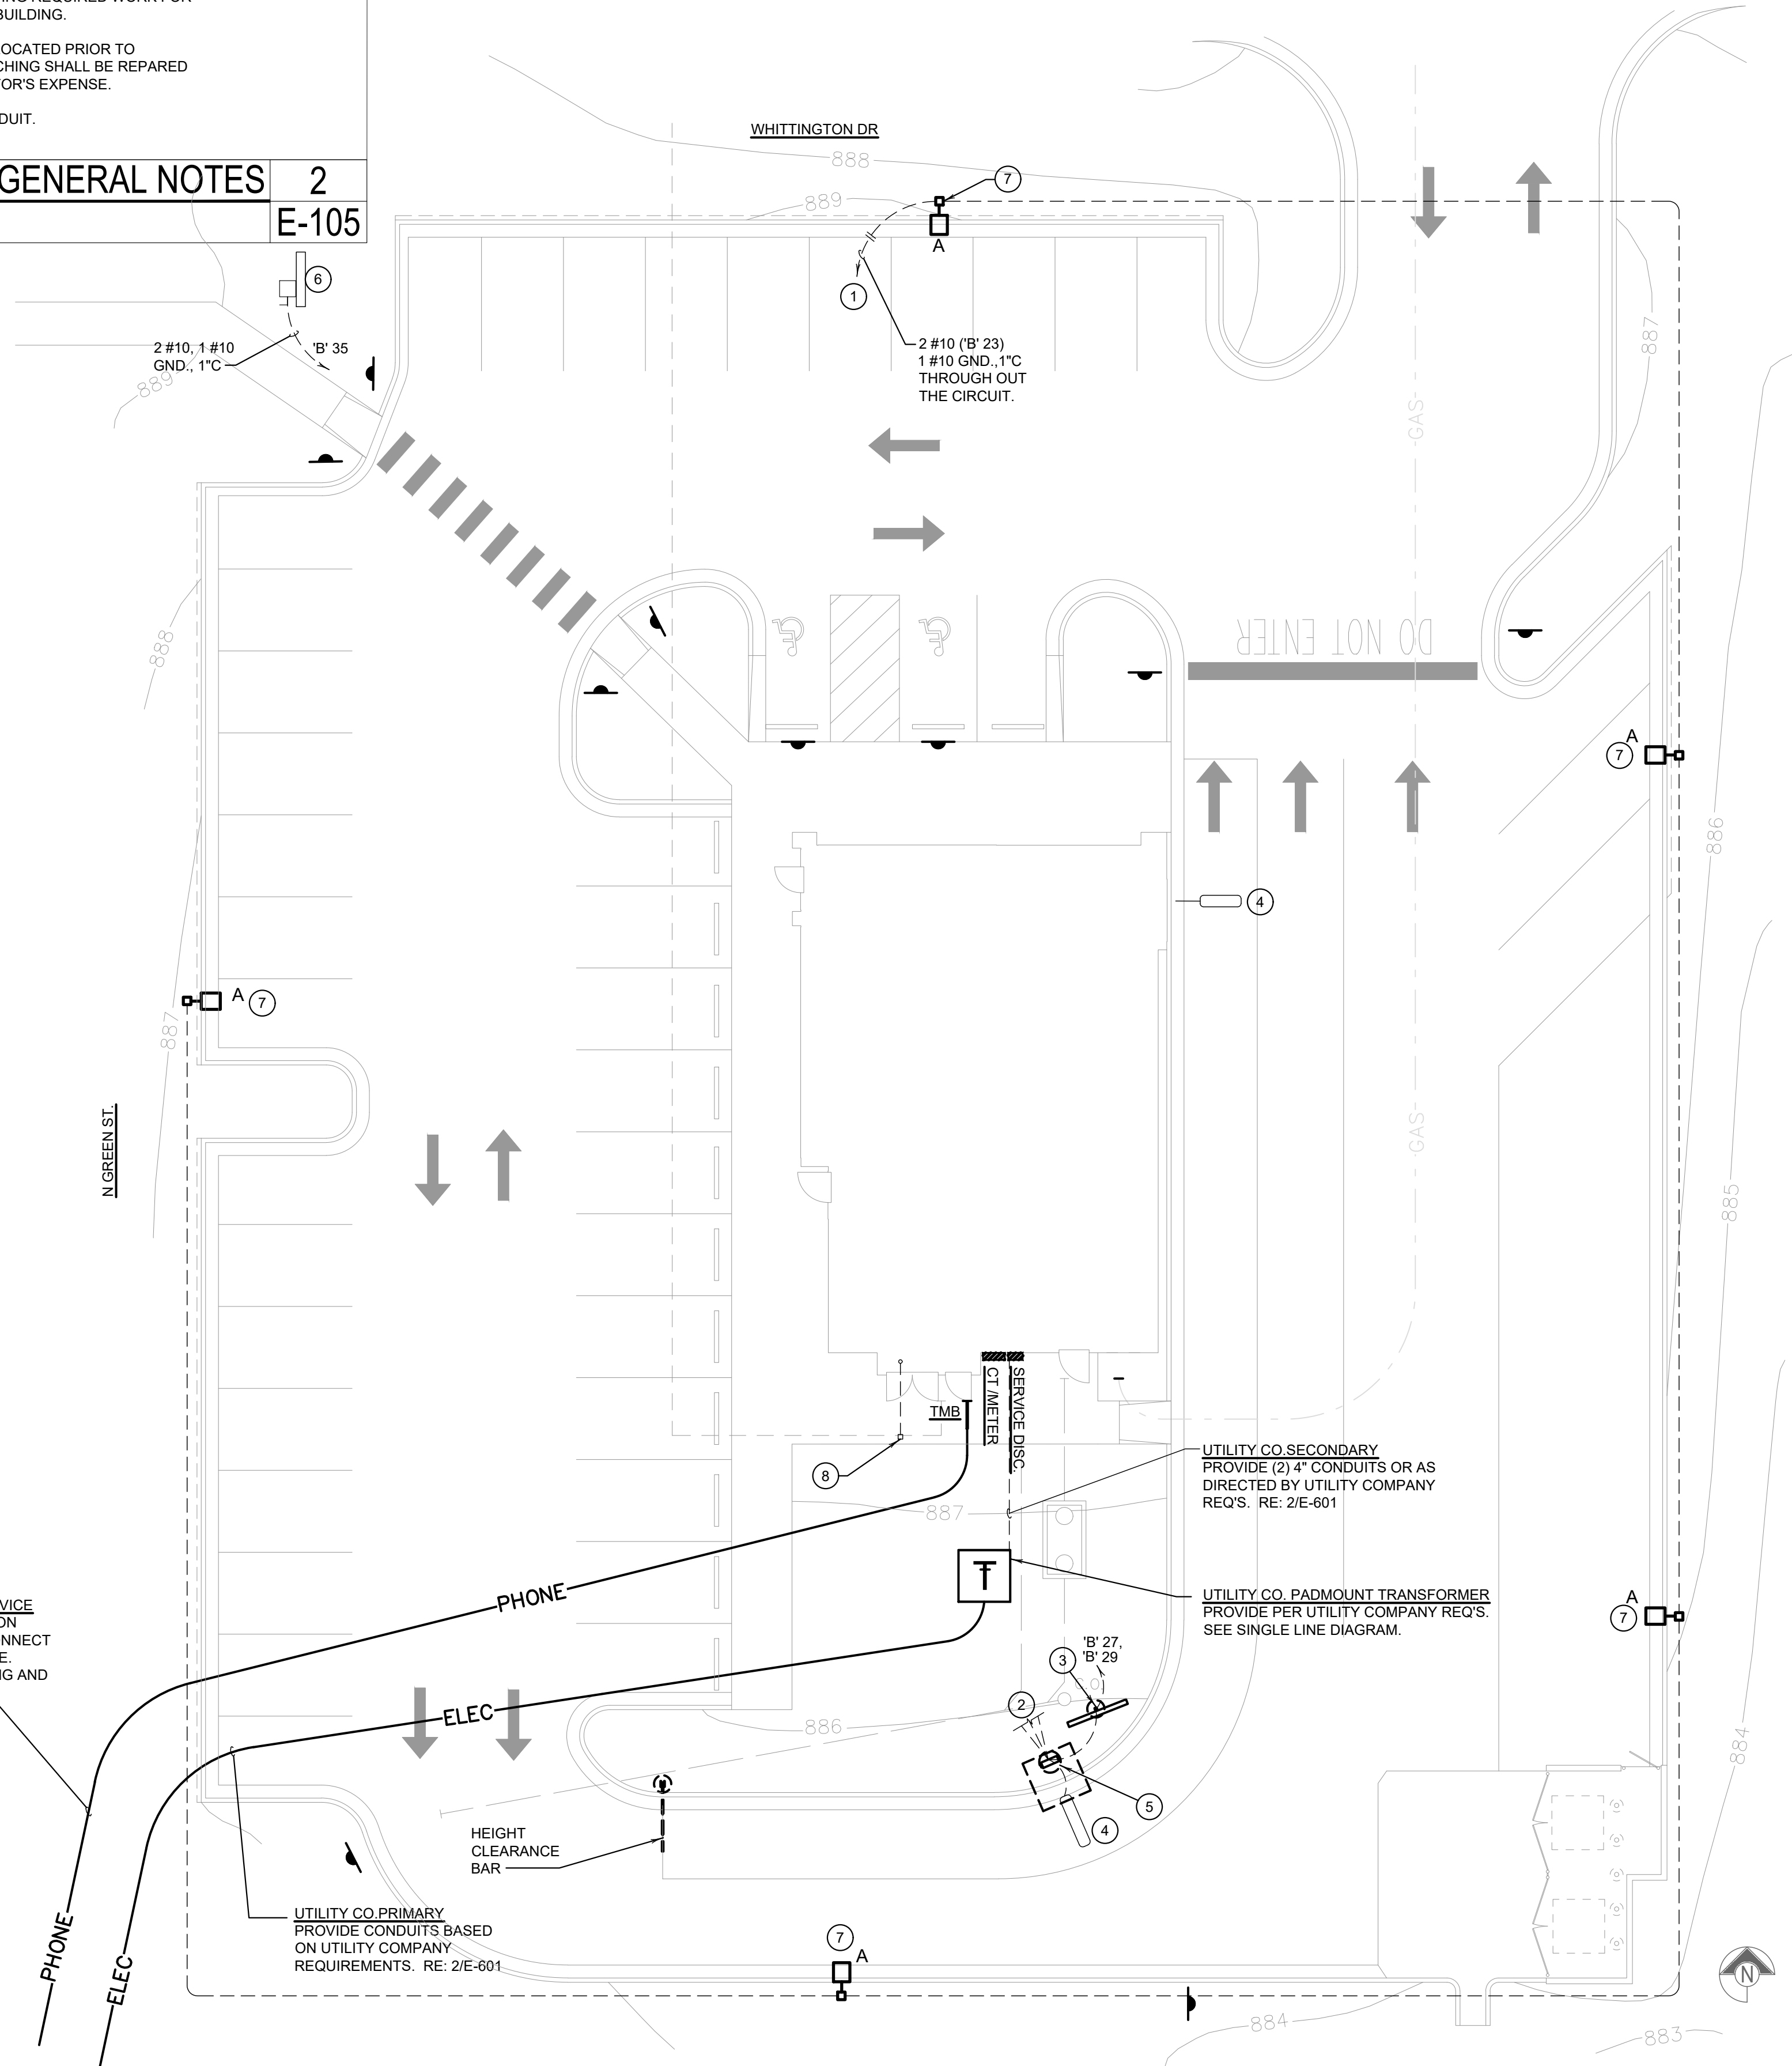 BUILDING.
OCATED PRIOR TO
CHING SHALL BE REPARED
TOR'S EXPENSE.
DUIT.
GENERAL NOTES
2
E-105
WHITTINGTON DR
888
889
7
A
1
6
2 #10, 1 #10
GND., 1"C
'B' 35
889
2 #10 ('B' 23)
1 #10 GND.,1"C
THROUGH OUT
THE CIRCUIT.
887
GAS
DO NOT ENTER
888
A
7
886
4
A
7
887
N GREEN ST.
GAS
885
TMB
CT /METER
SERVICE DISC.
8
UTILITY CO.SECONDARY
PROVIDE (2) 4" CONDUITS OR AS
DIRECTED BY UTILITY COMPANY
REQ'S. RE: 2/E-601
887
T
UTILITY CO. PADMOUNT TRANSFORMER
PROVIDE PER UTILITY COMPANY REQ'S.
SEE SINGLE LINE DIAGRAM.
A
7
PHONE
VICE
ON
NNECT
E.
NG AND
'B' 27,
'B' 29
3
2
ELEC
886
884
5
4
HEIGHT
CLEARANCE
BAR
UTILITY CO.PRIMARY
PROVIDE CONDUITS BASED
ON UTILITY COMPANY
REQUIREMENTS. RE: 2/E-601
PHONE
ELEC
7
A
N
884
883